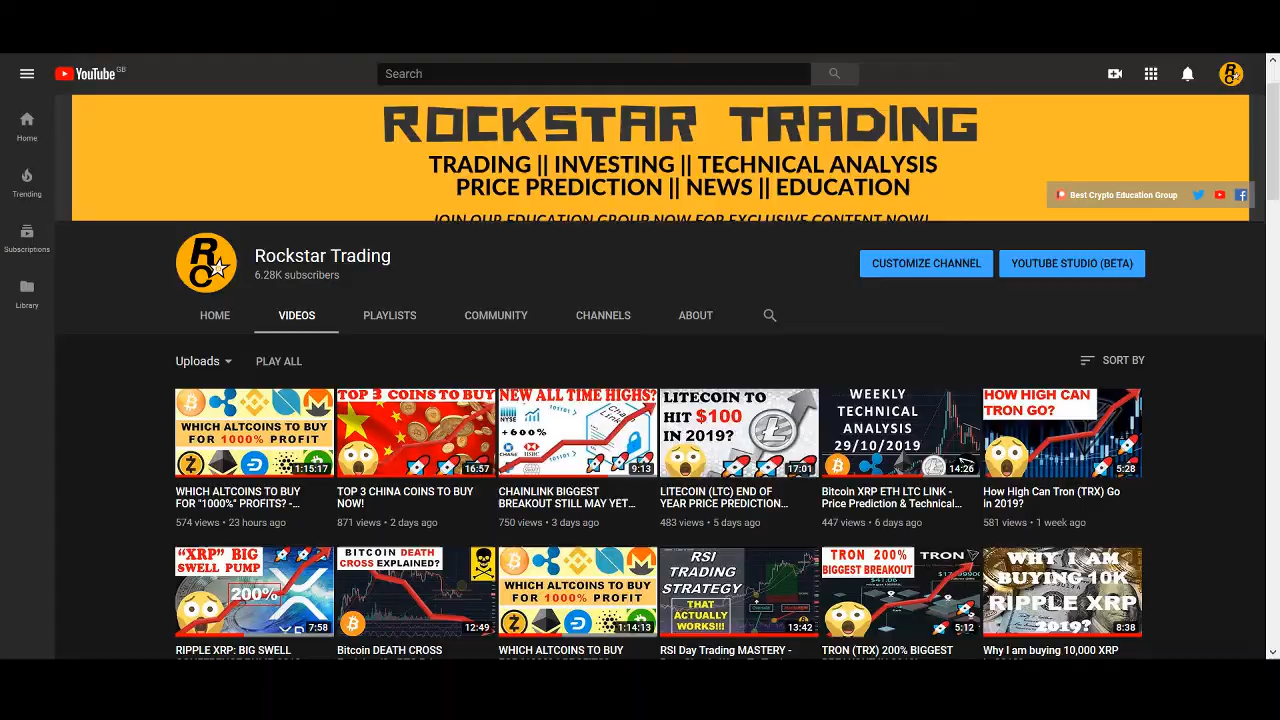 YouTube GB
Search
Home
Trending
Subscriptions
Library
ROCKSTAR TRADING
TRADING || INVESTING || TECHNICAL ANALYSIS
PRICE PREDICTION || NEWS || EDUCATION
JOIN OUR EDUCATION GROUP NOW FOR EXCLUSIVE CONTENT NOW!
Best Crypto Education Group
Rockstar Trading
6.28K subscribers
CUSTOMIZE CHANNEL
YOUTUBE STUDIO (BETA)
HOME VIDEOS PLAYLISTS COMMUNITY CHANNELS ABOUT
Uploads PLAY ALL
SORT BY
WHICH ALTCOINS TO BUY
FOR 1000% PROFIT
1:15:17
WHICH ALTCOINS TO BUY
FOR "1000%" PROFITS? -...
574 views • 23 hours ago
TOP 3 COINS TO BUY
16:57
TOP 3 CHINA COINS TO BUY
NOW!
871 views • 2 days ago
NEW ALL TIME HIGHS?
NYSE
+600%
CHASE
HSBC
9:13
CHAINLINK BIGGEST
BREAKOUT STILL MAY YET...
750 views • 3 days ago
LITECOIN TO
HIT $100
IN 2019?
17:01
LITECOIN (LTC) END OF
YEAR PRICE PREDICTION...
483 views • 5 days ago
WEEKLY
TECHNICAL
ANALYSIS
29/10/2019
14:26
Bitcoin XRP ETH LTC LINK -
Price Prediction & Technical...
447 views • 6 days ago
HOW HIGH CAN
TRON GO?
5:28
How High Can Tron (TRX) Go
In 2019?
581 views • 1 week ago
"XRP" BIG
SWELL PUMP
200%
7:58
RIPPLE XRP: BIG SWELL
BITCOIN DEATH
CROSS EXPLAINED?
12:49
Bitcoin DEATH CROSS
WHICH ALTCOINS TO BUY
FOR 1000% PROFIT
1:14:13
WHICH ALTCOINS TO BUY
RSI
TRADING
STRATEGY
THAT
ACTUALLY
WORKS!!!
13:42
RSI Day Trading MASTERY -
TRON 200%
BIGGEST BREAKOUT
TRON
5:12
TRON (TRX) 200% BIGGEST
WHY I AM
BUYING 10K
RIPPLE XRP
2019?
8:38
Why I am buying 10,000 XRP